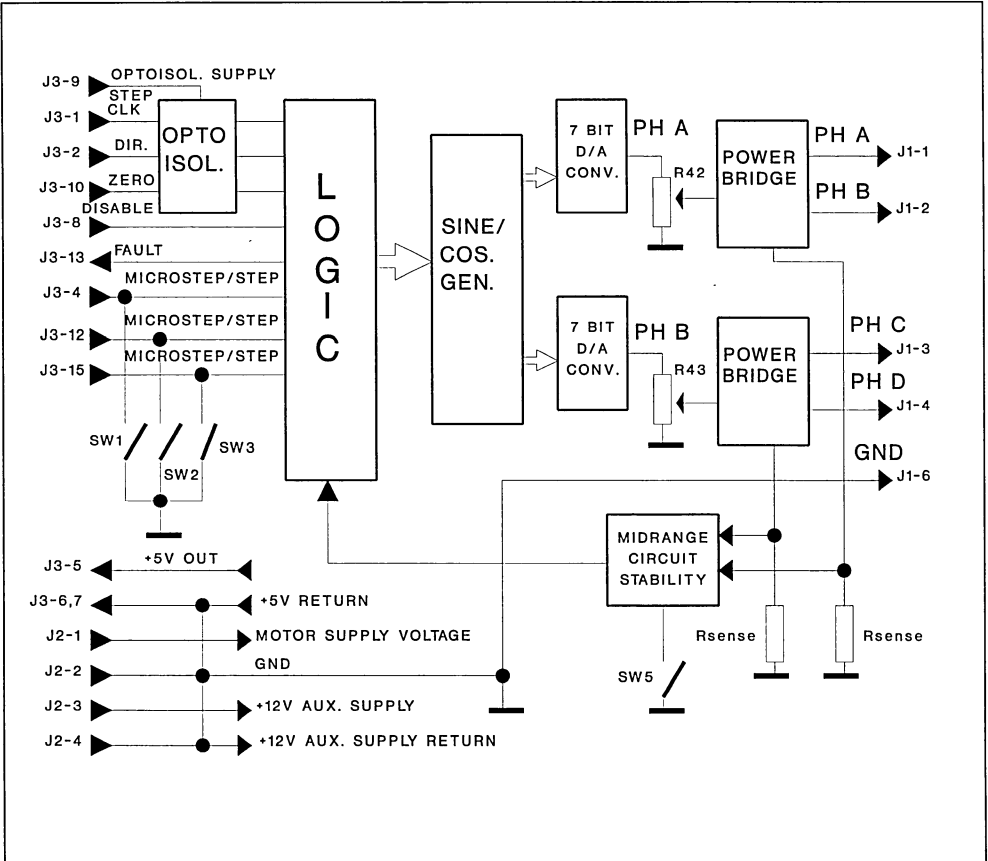 J3-9 OPTOISOL. SUPPLY
STEP
J3-1 CLK
J3-2 DIR.
J3-10 ZERO
OPTO
ISOL.
J3-8 DISABLE
J3-13 FAULT
J3-4 MICROSTEP/STEP
J3-12 MICROSTEP/STEP
J3-15 MICROSTEP/STEP
SW1
SW2
SW3
LOGIC
SINE/
COS.
GEN.
7 BIT
D/A
CONV.
PH A
R42
POWER
BRIDGE
PH A
J1-1
PH B
J1-2
7 BIT
D/A
CONV.
PH B
R43
POWER
BRIDGE
PH C
J1-3
PH D
J1-4
GND
J1-6
MIDRANGE
CIRCUIT
STABILITY
Rsense
Rsense
SW5
J3-5 +5V OUT
J3-6,7 +5V RETURN
J2-1 MOTOR SUPPLY VOLTAGE
J2-2 GND
J2-3 +12V AUX. SUPPLY
J2-4 +12V AUX. SUPPLY RETURN